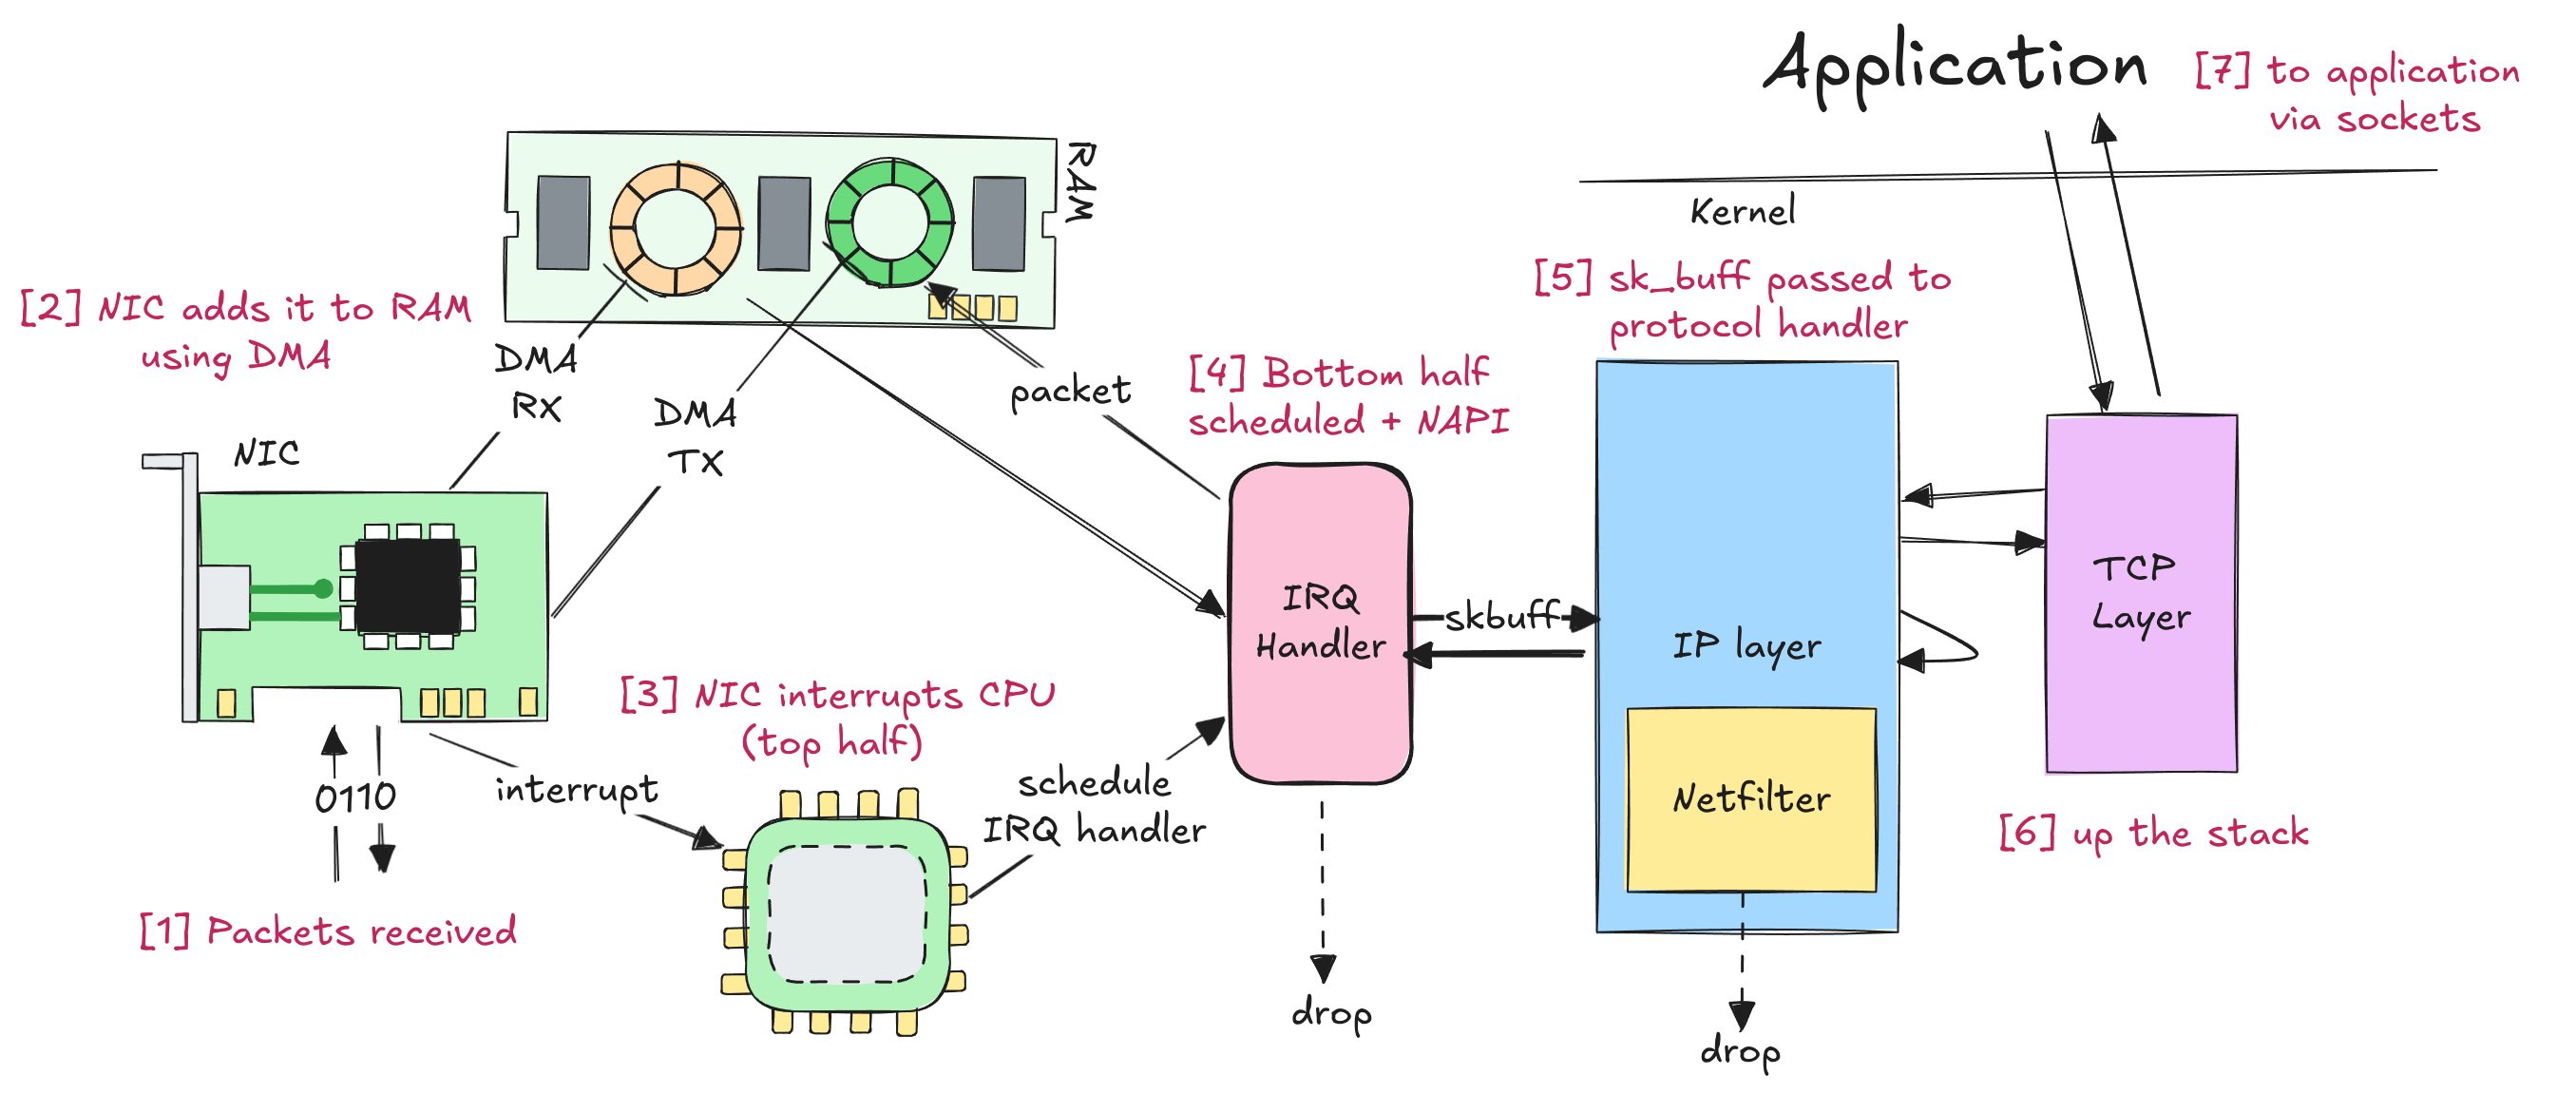 Application
[7] to application
via sockets
RAM
Kernel
[2] NIC adds it to RAM
using DMA
DMA
RX
DMA
TX
packet
[5] sk_buff passed to
protocol handler
[4] Bottom half
scheduled + NAPI
NIC
IRQ
Handler
skbuff
IP layer
TCP
Layer
[3] NIC interrupts CPU
(top half)
0110
interrupt
schedule
IRQ handler
Netfilter
[6] up the stack
[1] Packets received
drop
drop